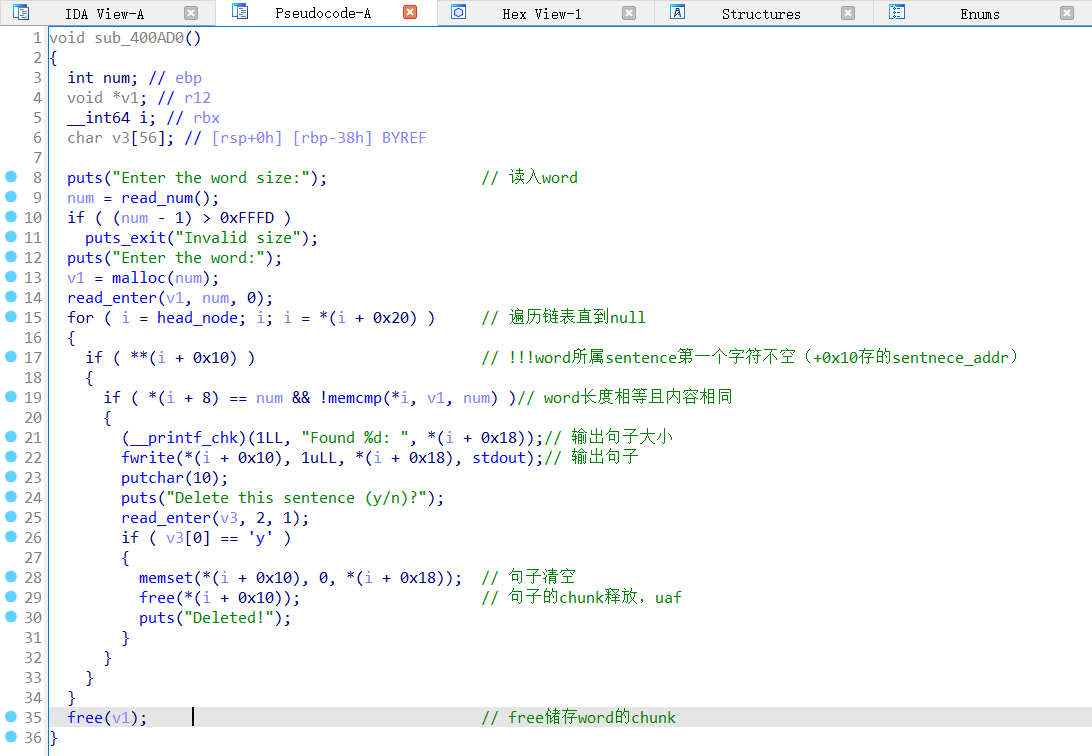 IDA View-A Pseudocode-A Hex View-1 Structures Enums
1 void sub_400AD0()
2 {
3 int num; // ebp
4 void *v1; // r12
5 __int64 i; // rbx
6 char v3[56]; // [rsp+0h] [rbp-38h] BYREF
7
8 puts("Enter the word size:"); // 读入word
9 num = read_num();
10 if ( (num - 1) > 0xFFFD )
11 puts_exit("Invalid size");
12 puts("Enter the word:");
13 v1 = malloc(num);
14 read_enter(v1, num, 0);
15 for ( i = head_node; i; i = *(i + 0x20) ) // 遍历链表直到null
16 {
17 if ( **(i + 0x10) ) // !!!word所属sentence第一个字符不空（+0x10存的sentnece_addr）
18 {
19 if ( *(i + 8) == num && !memcmp(*i, v1, num) )// word长度相等且内容相同
20 {
21 (__printf_chk)(1LL, "Found %d: ", *(i + 0x18));// 输出句子大小
22 fwrite(*(i + 0x10), 1uLL, *(i + 0x18), stdout);// 输出句子
23 putchar(10);
24 puts("Delete this sentence (y/n)?");
25 read_enter(v3, 2, 1);
26 if ( v3[0] == 'y' )
27 {
28 memset(*(i + 0x10), 0, *(i + 0x18)); // 句子清空
29 free(*(i + 0x10)); // 句子的chunk释放，uaf
30 puts("Deleted!");
31 }
32 }
33 }
34 }
35 free(v1); // free储存word的chunk
36 }